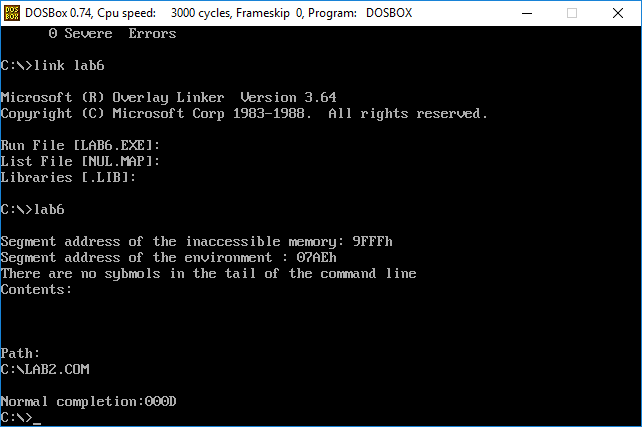 DOS
BOX
DOSBox 0.74, Cpu speed: 3000 cycles, Frameskip 0, Program: DOSBOX
0 Severe Errors
C:\>link lab6
Microsoft (R) Overlay Linker Version 3.64
Copyright (C) Microsoft Corp 1983-1988. All rights reserved.
Run File [LAB6.EXE]:
List File [NUL.MAP]:
Libraries [.LIB]:
C:\>lab6
Segment address of the inaccessible memory: 9FFFh
Segment address of the environment : 07AEh
There are no sybmols in the tail of the command line
Contents:
Path:
C:\LAB2.COM
Normal completion:000D
C:\>_